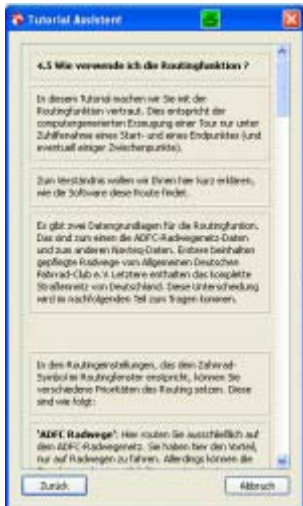 Tutorial Assistent
4.5 Wie verwende ich die Routingfunktion ?
In diesem Tutorial machen wir Sie mit der
Routingfunktion vertraut. Dies entspricht der
computergenerierten Erzeugung einer Tour nur unter
Zuhilfenahme eines Start- und eines Endpunktes (und
eventuell einiger Zwischenpunkte).
Zum Verständnis wollen wir Ihnen hier kurz erklären,
wie die Software diese Route findet.
Es gibt zwei Datengrundlagen für die Routingfuntion.
Das sind zum einen die ADFC-Radwegenetz-Daten
und zum anderen Navteq-Daten. Erstere beinhalten
gepflegte Radwege vom Allgemeinen Deutschen
Fahrrad-Club e.V. Letztere enthalten das komplette
Straßennetz von Deutschland. Diese Unterscheidung
wird im nachfolgenden Teil zum Tragen kommen.
In den Routingeinstellungen, das dem Zahnrad-
Symbol im Routingfenster enstpricht, können Sie
verschiedene Prioritäten des Routing setzen. Diese
sind wie folgt:
'ADFC Radwege': Hier routen Sie ausschließlich auf
dem ADFC-Radwegenetz. Sie haben hier den Vorteil,
nur auf Radwegen zu fahren. Allerdings können die
Zurück
Abbruch